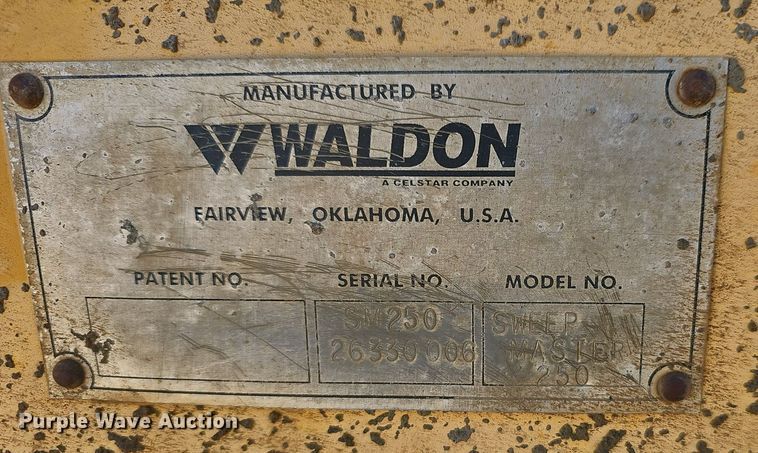 MANUFACTURED BY
WALDON
A CELSTAR COMPANY
FAIRVIEW, OKLAHOMA, U.S.A.
PATENT NO. SERIAL NO. MODEL NO.
SM250 SWEEP
26330 006 MASTER
250
Purple Wave Auction